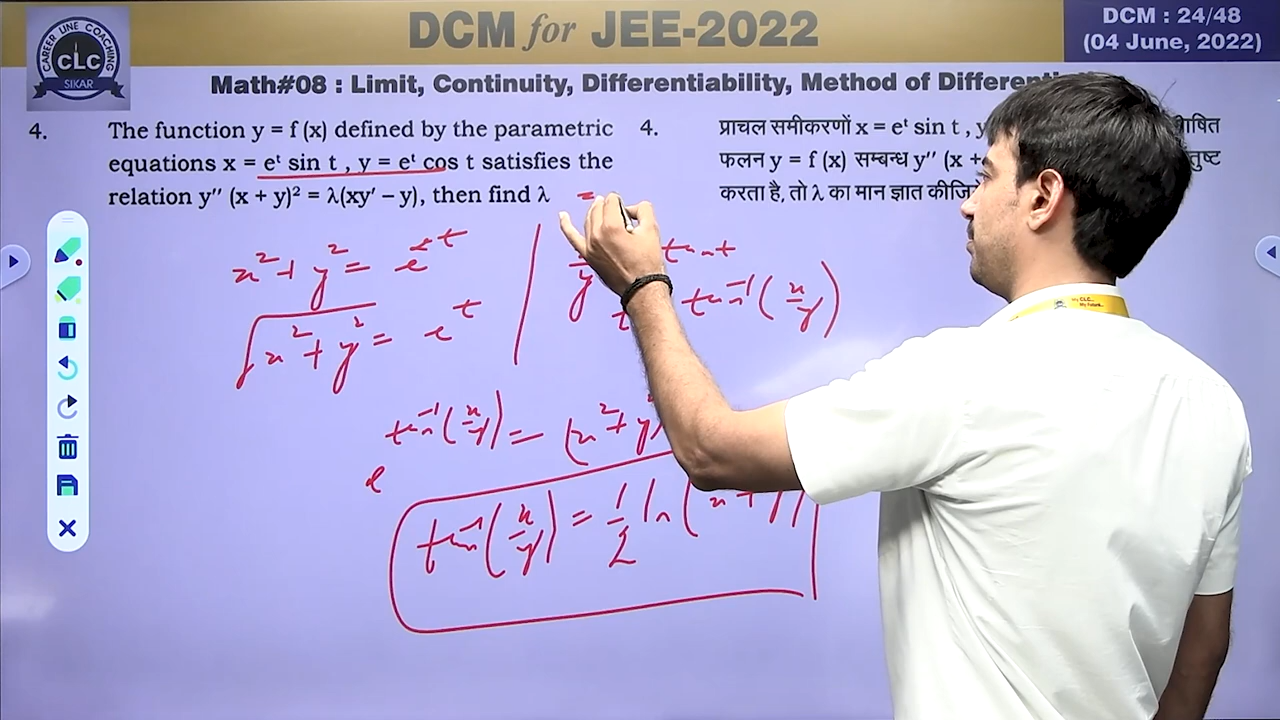 DCM for JEE-2022
DCM : 24/48
(04 June, 2022)
CAREER LINE COACHING
CLC
SIKAR
Math#08 : Limit, Continuity, Differentiability, Method of
4. The function y = f (x) defined by the parametric
equations x = eᵗ sin t , y = eᵗ cos t satisfies the
relation y″ (x + y)² = λ(xy′ – y), then find λ =
4. प्राचल समीकरणों x = eᵗ sin t ,
फलन y = f (x) सम्बन्ध y″ (x +
करता है, तो λ का मान ज्ञात
x² + y² = e²ᵗ
√(x² + y²) = eᵗ
tan t
tan⁻¹(x/y)
e^(tan⁻¹(x/y)) = (x² + y²
tan⁻¹(x/y) = 1/2 ln(